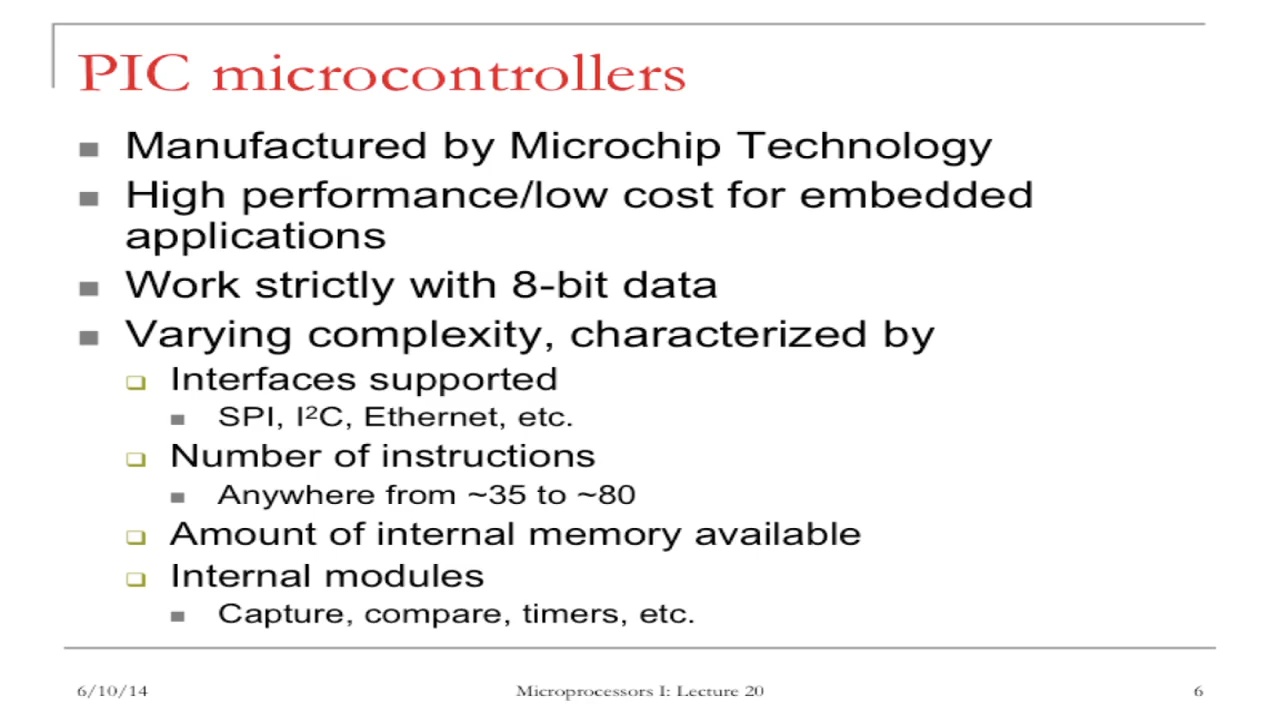 PIC microcontrollers
Manufactured by Microchip Technology
High performance/low cost for embedded
applications
Work strictly with 8-bit data
Varying complexity, characterized by
Interfaces supported
SPI, I²C, Ethernet, etc.
Number of instructions
Anywhere from ~35 to ~80
Amount of internal memory available
Internal modules
Capture, compare, timers, etc.
6/10/14 Microprocessors I: Lecture 20 6